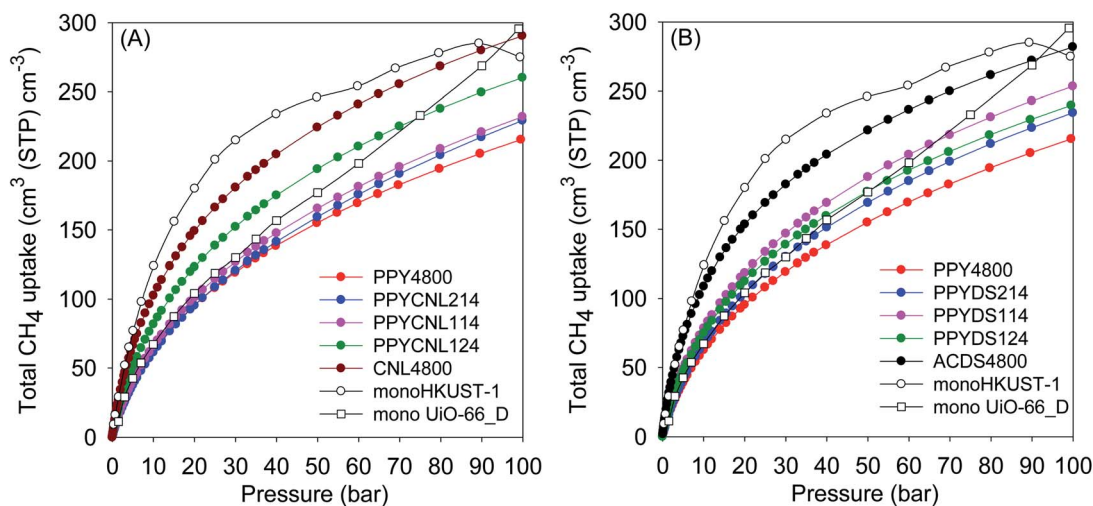 (A)
Total CH4 uptake (cm3 (STP) cm-3)
300
250
200
150
100
50
0
PPY4800
PPYCNL214
PPYCNL114
PPYCNL124
CNL4800
monoHKUST-1
mono UiO-66_D
0 10 20 30 40 50 60 70 80 90 100
Pressure (bar)
(B)
Total CH4 uptake (cm3 (STP) cm-3)
300
250
200
150
100
50
0
PPY4800
PPYDS214
PPYDS114
PPYDS124
ACDS4800
monoHKUST-1
mono UiO-66_D
0 10 20 30 40 50 60 70 80 90 100
Pressure (bar)